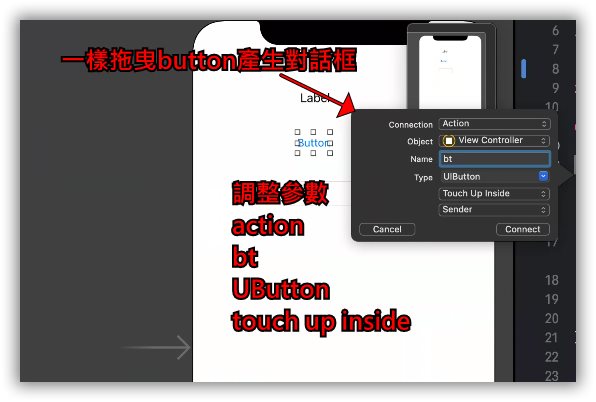 一樣拖曳button產生對話框
Label
Button
Connection Action
Object View Controller
Name bt
Type UIButton
Touch Up Inside
Sender
Cancel Connect
調整參數
action
bt
UButton
touch up inside
6
7
8
9
10
17
18
19
20
21
22
23